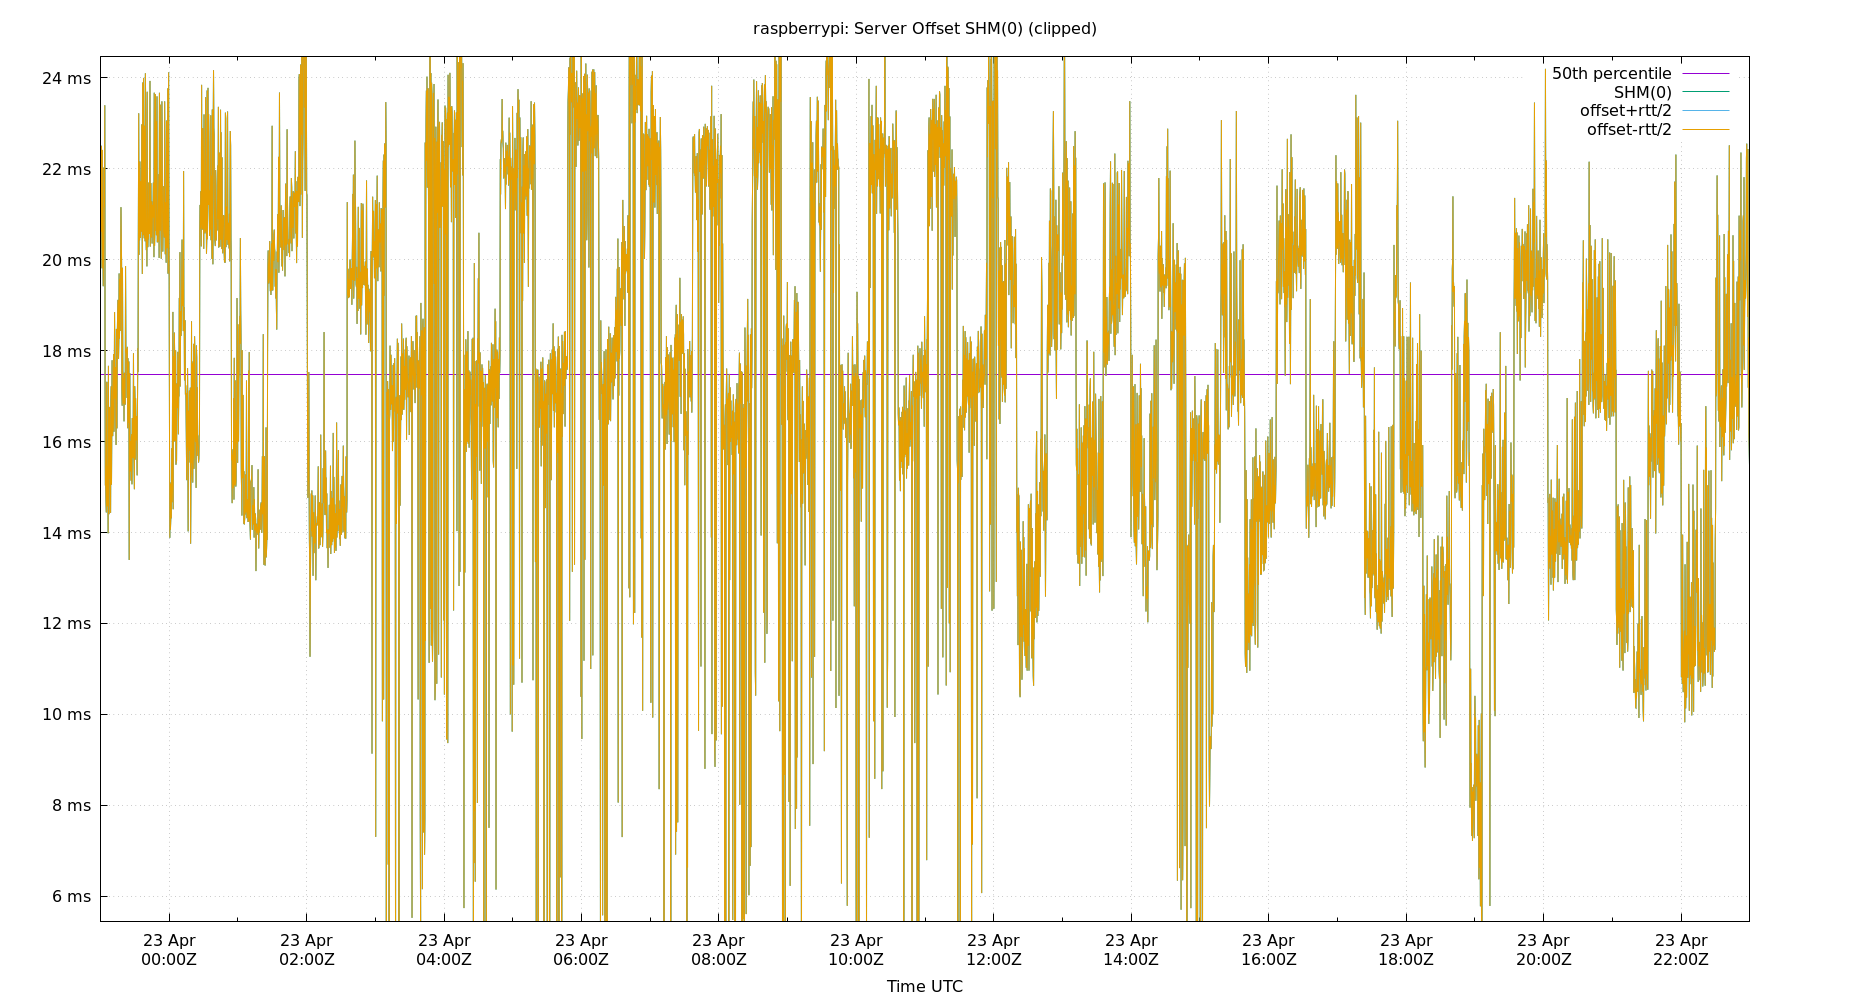 raspberrypi: Server Offset SHM(0) (clipped)
50th percentile
SHM(0)
offset+rtt/2
offset-rtt/2
24 ms
22 ms
20 ms
18 ms
16 ms
14 ms
12 ms
10 ms
8 ms
6 ms
23 Apr 23 Apr 23 Apr 23 Apr 23 Apr 23 Apr 23 Apr 23 Apr 23 Apr 23 Apr 23 Apr 23 Apr
00:00Z 02:00Z 04:00Z 06:00Z 08:00Z 10:00Z 12:00Z 14:00Z 16:00Z 18:00Z 20:00Z 22:00Z
Time UTC